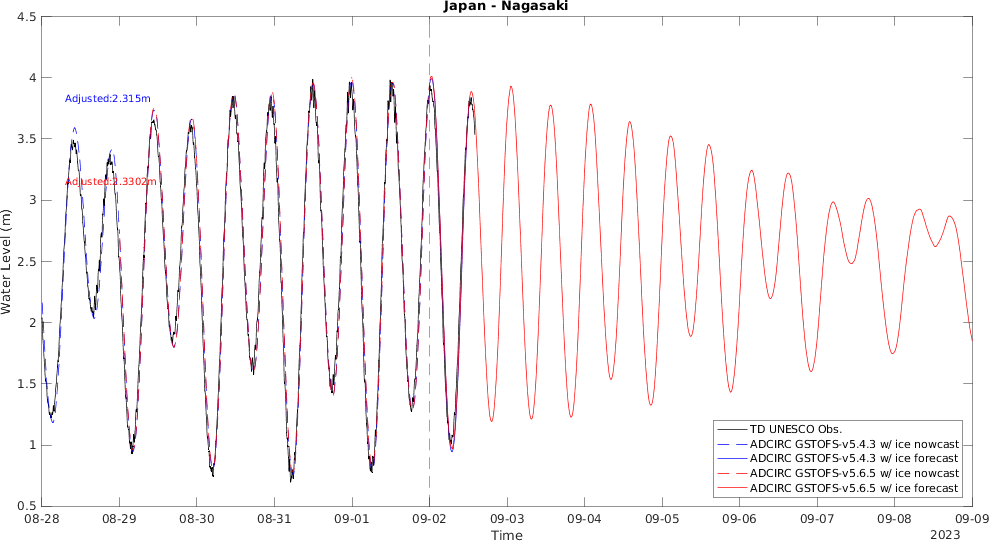 Japan - Nagasaki
4.5
4
3.5
3
2.5
2
1.5
1
0.5
Water Level (m)
Adjusted:2.315m
Adjusted:2.3302m
TD UNESCO Obs.
ADCIRC GSTOFS-v5.4.3 w/ ice nowcast
ADCIRC GSTOFS-v5.4.3 w/ ice forecast
ADCIRC GSTOFS-v5.6.5 w/ ice nowcast
ADCIRC GSTOFS-v5.6.5 w/ ice forecast
08-28 08-29 08-30 08-31 09-01 09-02 09-03 09-04 09-05 09-06 09-07 09-08 09-09
Time
2023